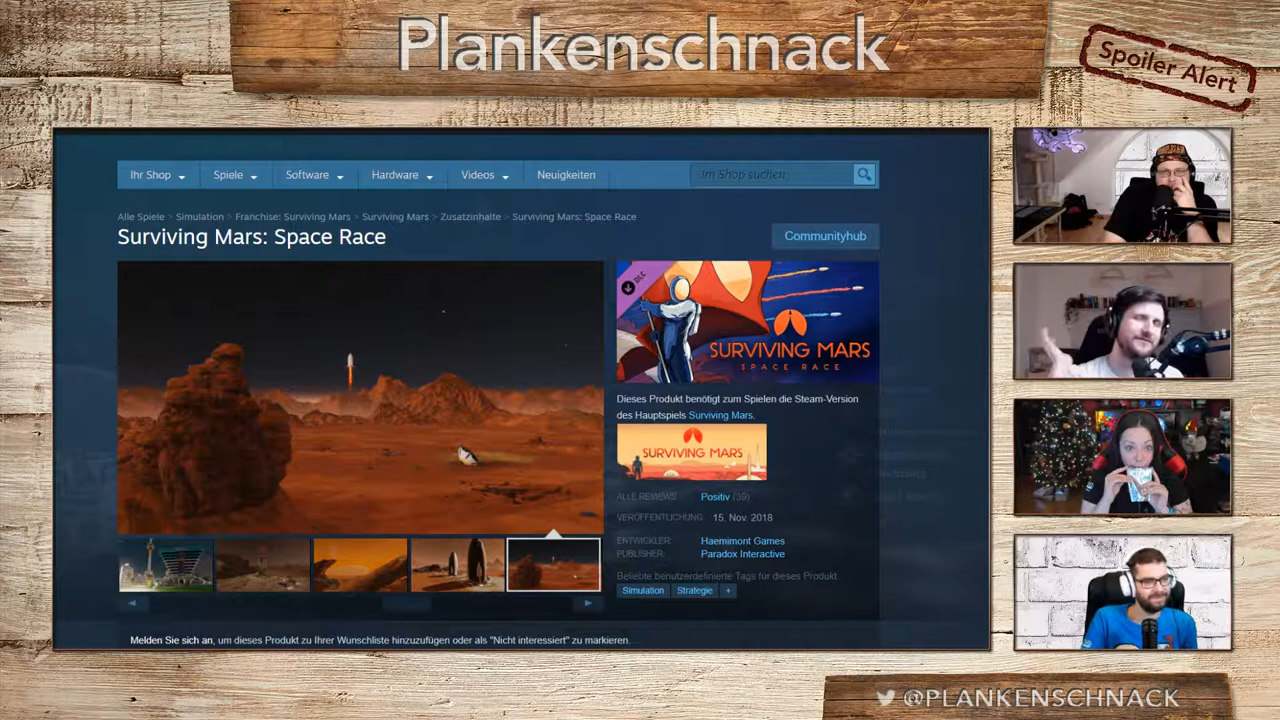 Plankenschnack
Spoiler Alert
Ihr Shop Spiele Software Hardware Videos Neuigkeiten Im Shop suchen
Alle Spiele > Simulation > Franchise: Surviving Mars > Surviving Mars > Zusatzinhalte > Surviving Mars: Space Race
Surviving Mars: Space Race
Communityhub
DLC
SURVIVING MARS
SPACE RACE
Dieses Produkt benötigt zum Spielen die Steam-Version
des Hauptspiels Surviving Mars.
SURVIVING MARS
ALLE REVIEWS: Positiv (39)
VERÖFFENTLICHUNG: 15. Nov. 2018
ENTWICKLER: Haemimont Games
PUBLISHER: Paradox Interactive
Beliebte benutzerdefinierte Tags für dieses Produkt:
Simulation Strategie +
Melden Sie sich an, um dieses Produkt zu Ihrer Wunschliste hinzuzufügen oder als "Nicht interessiert" zu markieren.
@PLANKENSCHNACK